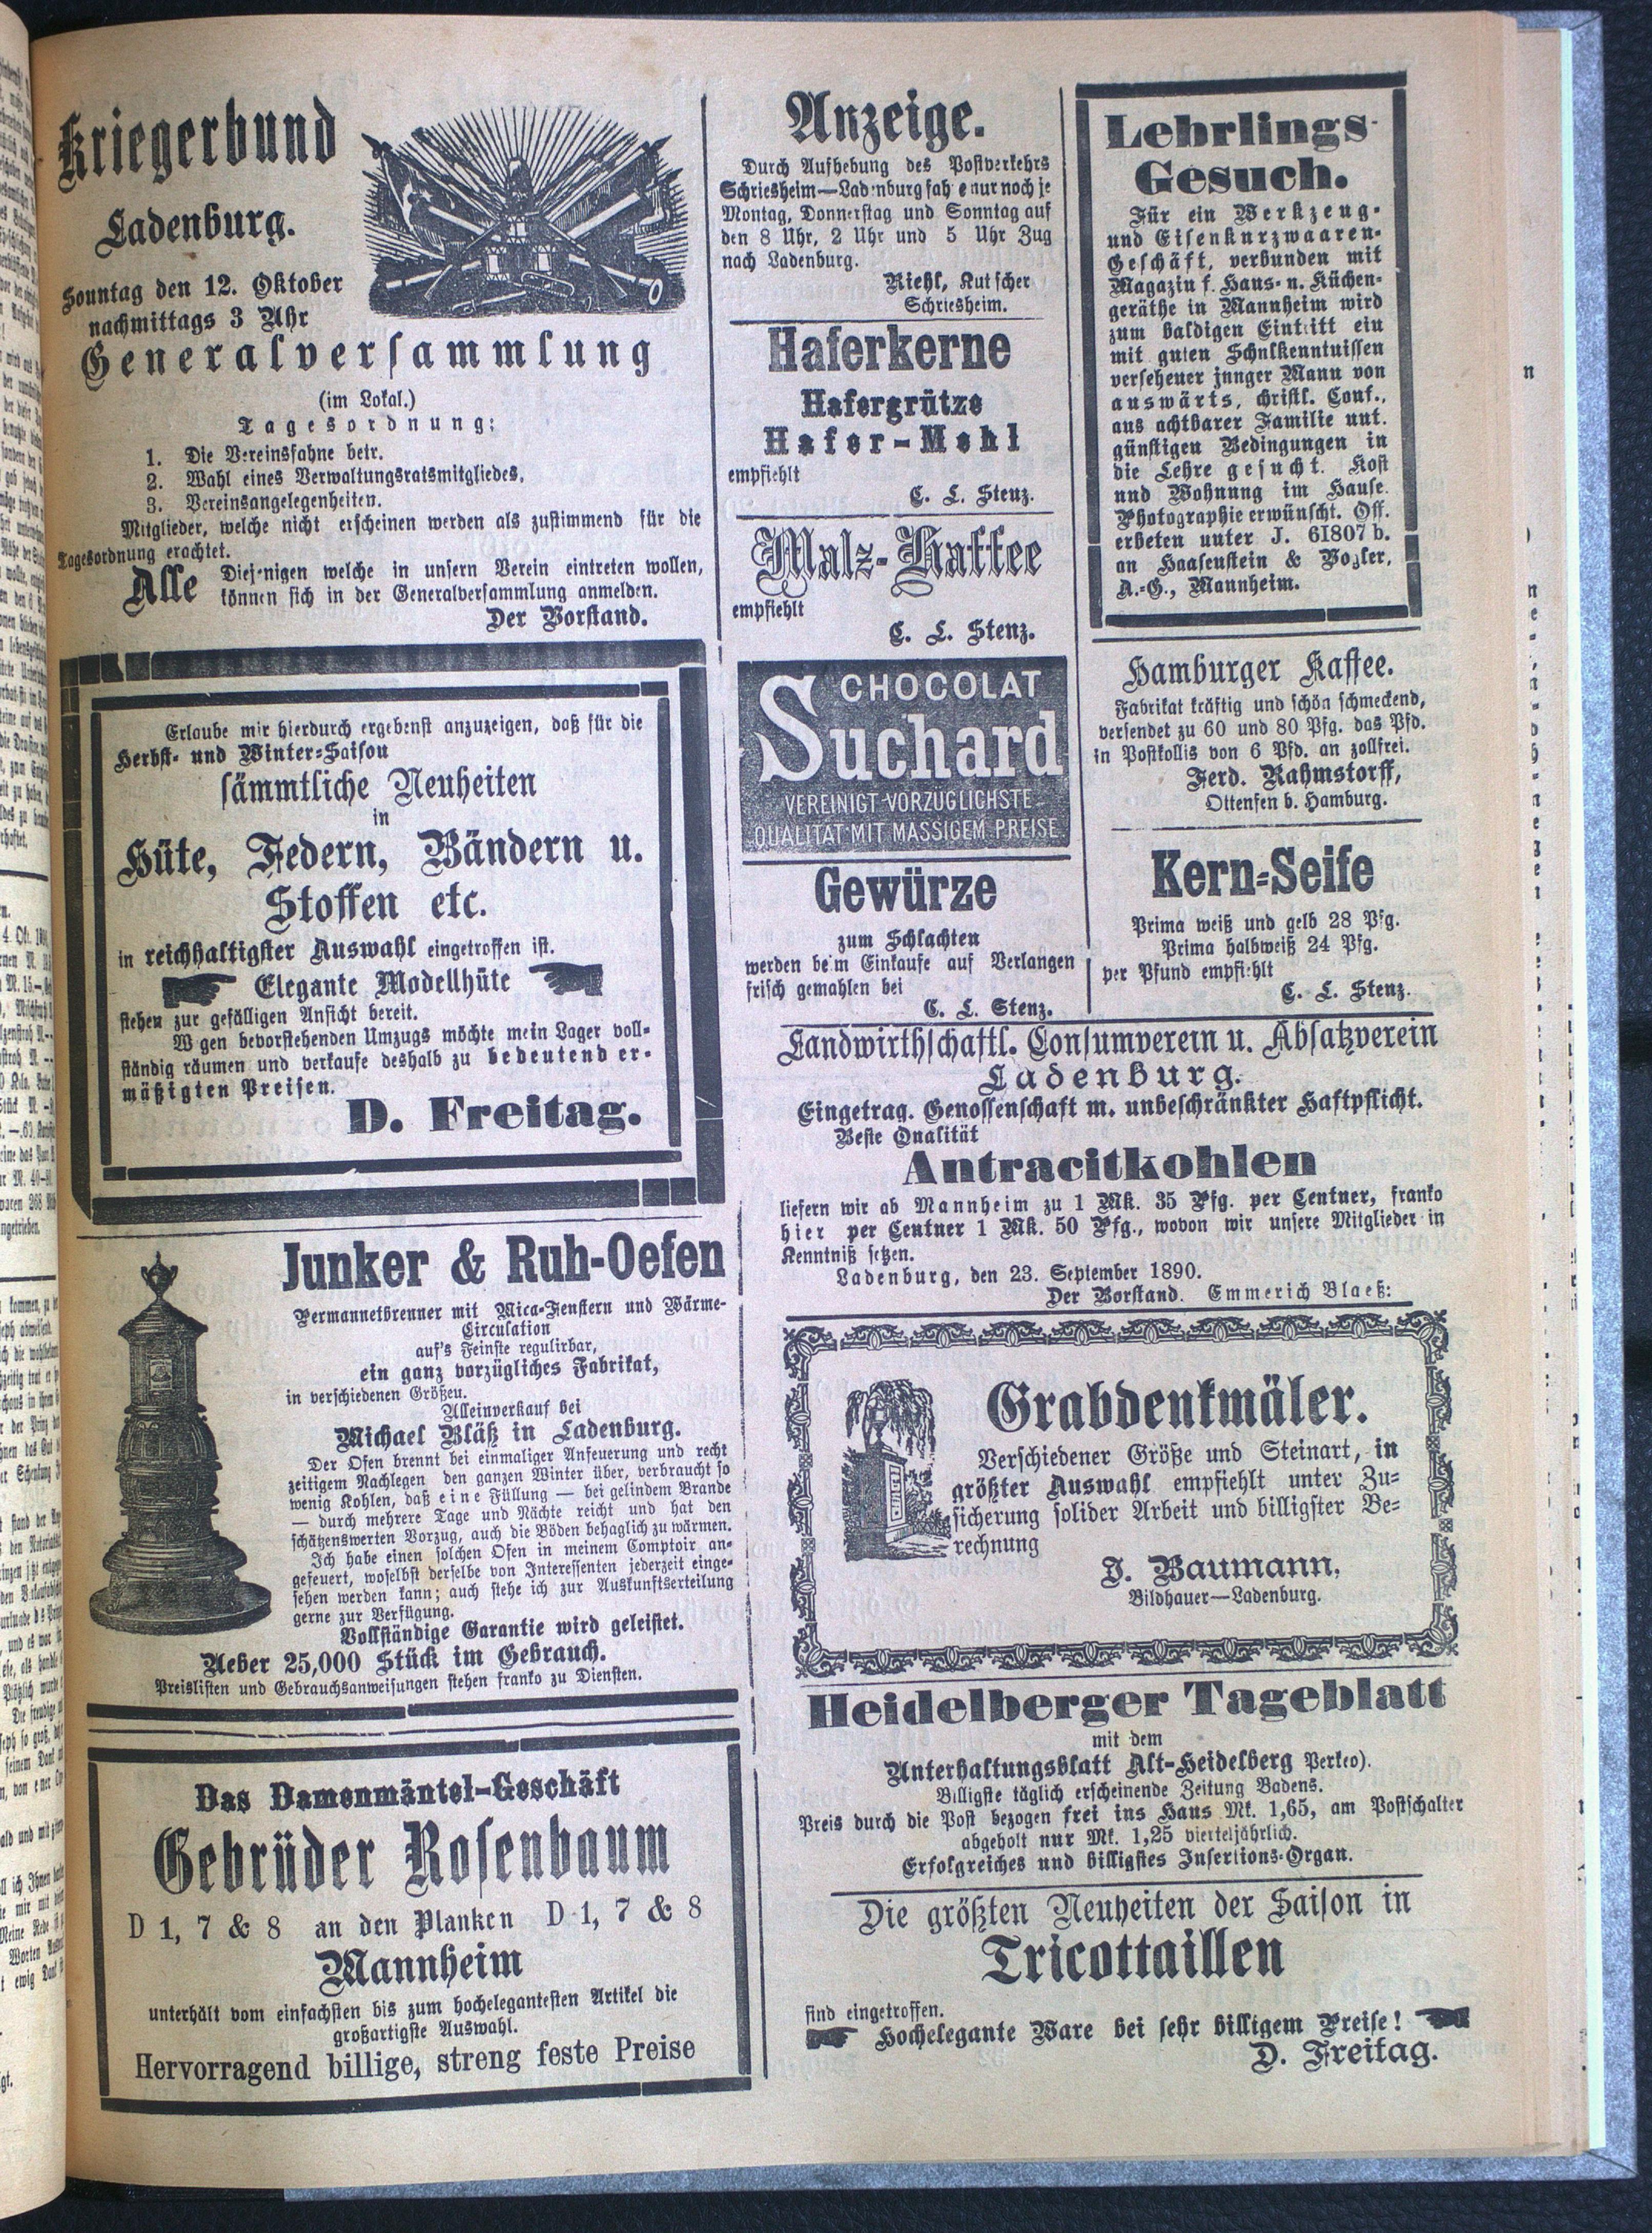 Kriegerbund
Ladenburg.
Sonntag den 12. Oktober
nachmittags 3 Uhr
Generalversammlung
(im Lokal.)
Tagesordnung:
1. Die Vereinsfahne betr.
2. Wahl eines Verwaltungsratsmitgliedes.
3. Vereinsangelegenheiten.
Mitglieder, welche nicht erscheinen werden als zustimmend für die
Tagesordnung erachtet.
Alle Diejenigen welche in unsern Verein eintreten wollen,
können sich in der Generalversammlung anmelden.
Der Vorstand.
Erlaube mir hierdurch ergebenst anzuzeigen, daß für die
Herbst- und Winter-Saison
sämmtliche Neuheiten
in
Hüte, Federn, Bändern u.
Stoffen etc.
in reichhaltigster Auswahl eingetroffen ist.
Elegante Modellhüte
stehen zur gefälligen Ansicht bereit.
W gen bevorstehenden Umzugs möchte mein Lager voll-
ständig räumen und verkaufe deshalb zu bedeutend er-
mäßigten Preisen.
D. Freitag.
Junker & Ruh-Oefen
Permannetbrenner mit Mica-Fenstern und Wärme-
Circulation
auf's Feinste regulirbar,
ein ganz vorzügliches Fabrikat,
in verschiedenen Größen.
Alleinverkauf bei
Michael Bläß in Ladenburg.
Der Ofen brennt bei einmaliger Anfeuerung und recht
zeitigem Nachlegen den ganzen Winter über, verbraucht so
wenig Kohlen, daß eine Füllung — bei gelindem Brande
— durch mehrere Tage und Nächte reicht und hat den
schätzenswerten Vorzug, auch die Böden behaglich zu wärmen.
Ich habe einen solchen Ofen in meinem Comptoir an-
gefeuert, woselbst derselbe von Interessenten jederzeit einge-
sehen werden kann; auch stehe ich zur Auskunftserteilung
gerne zur Verfügung.
Vollständige Garantie wird geleistet.
Ueber 25,000 Stück im Gebrauch.
Preislisten und Gebrauchsanweisungen stehen franko zu Diensten.
Das Damenmäntel-Geschäft
Gebrüder Rosenbaum
D 1, 7 & 8 an den Planken D 1, 7 & 8
Mannheim
unterhält vom einfachsten bis zum hochelegantesten Artikel die
großartigste Auswahl.
Hervorragend billige, streng feste Preise
Anzeige.
Durch Aufhebung des Postverkehrs
Schriesheim—Ladenburg fah e nur noch je
Montag, Donnerstag und Sonntag auf
den 8 Uhr, 2 Uhr und 5 Uhr Zug
nach Ladenburg.
Riehl, Kutscher
Schriesheim.
Haferkerne
Hafergrütze
Hafer-Mehl
empfiehlt
C. L. Stenz.
Malz-Kaffee
empfiehlt
C. L. Stenz.
CHOCOLAT
Suchard
VEREINIGT VORZÜGLICHSTE
QUALITÄT MIT MÄSSIGEM PREISE.
Gewürze
zum Schlachten
werden beim Einkaufe auf Verlangen
frisch gemahlen bei
C. L. Stenz.
Lehrlings-
Gesuch.
Für ein Werkzeug-
und Eisenkurzwaaren-
Geschäft, verbunden mit
Magazin f. Haus- n. Küchen-
geräthe in Mannheim wird
zum baldigen Eintritt ein
mit guten Schulkenntnissen
versehener junger Mann von
auswärts, christl. Conf.,
aus achtbarer Familie unt.
günstigen Bedingungen in
die Lehre gesucht. Kost
und Wohnung im Hause.
Photographie erwünscht. Off.
erbeten unter J. 61807 b.
an Haasenstein & Vogler,
A.-G., Mannheim.
Hamburger Kaffee.
Fabrikat kräftig und schön schmeckend,
versendet zu 60 und 80 Pfg. das Pfd.
in Postkollis von 6 Pfd. an zollfrei.
Ferd. Rahmstorff,
Ottensen b. Hamburg.
Kern-Seife
Prima weiß und gelb 28 Pfg.
Prima halbweiß 24 Pfg.
per Pfund empfiehlt
C. L. Stenz.
Landwirthschaftl. Consumverein u. Absatzverein
Ladenburg.
Eingetrag. Genossenschaft m. unbeschränkter Haftpflicht.
Beste Qualität
Antracitkohlen
liefern wir ab Mannheim zu 1 Mk. 35 Pfg. per Centner, franko
hier per Centner 1 Mk. 50 Pfg., wovon wir unsere Mitglieder in
Kenntniß setzen.
Ladenburg, den 23. September 1890.
Der Vorstand. Emmerich Blaeß:
Grabdenkmäler.
Verschiedener Größe und Steinart, in
größter Auswahl empfiehlt unter Zu-
sicherung solider Arbeit und billigster Be-
rechnung
J. Baumann,
Bildhauer—Ladenburg.
Heidelberger Tageblatt
mit dem
Unterhaltungsblatt Alt-Heidelberg Perkeo).
Billigste täglich erscheinende Zeitung Badens.
Preis durch die Post bezogen frei ins Haus Mk. 1,65, am Postschalter
abgeholt nur Mk. 1,25 vierteljährlich.
Erfolgreiches und billigstes Insertions-Organ.
Die größten Neuheiten der Saison in
Tricottaillen
sind eingetroffen.
Hochelegante Ware bei sehr billigem Preise!
D. Freitag.